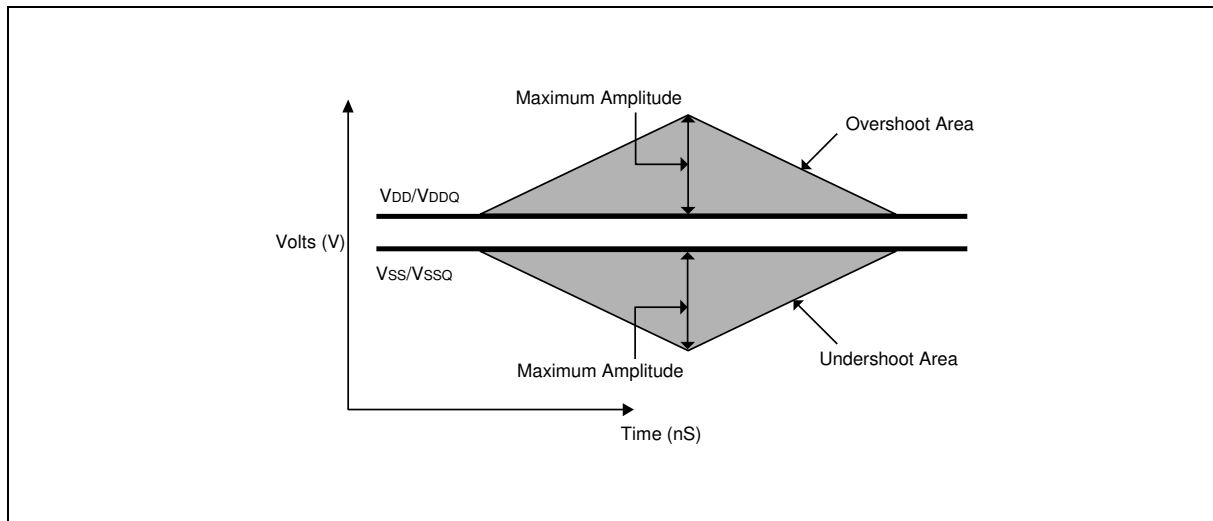 Maximum Amplitude
Overshoot Area
VDD/VDDQ
Volts (V)
VSS/VSSQ
Undershoot Area
Maximum Amplitude
Time (nS)